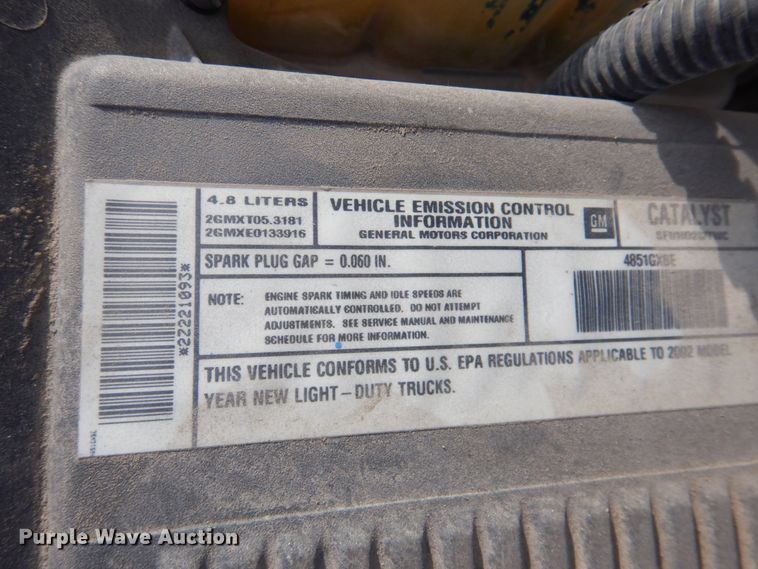 *22221093*
4.8 LITERS
2GMXT05.3181
2GMXE0133916
VEHICLE EMISSION CONTROL
INFORMATION
GENERAL MOTORS CORPORATION
GM
CATALYST
SPARK PLUG GAP = 0.060 IN.
NOTE: ENGINE SPARK TIMING AND IDLE SPEEDS ARE
AUTOMATICALLY CONTROLLED. DO NOT ATTEMPT
ADJUSTMENTS. SEE SERVICE MANUAL AND MAINTENANCE
SCHEDULE FOR MORE INFORMATION.
THIS VEHICLE CONFORMS TO U.S. EPA REGULATIONS APPLICABLE TO 2002 MODEL
YEAR NEW LIGHT-DUTY TRUCKS.
Purple Wave Auction